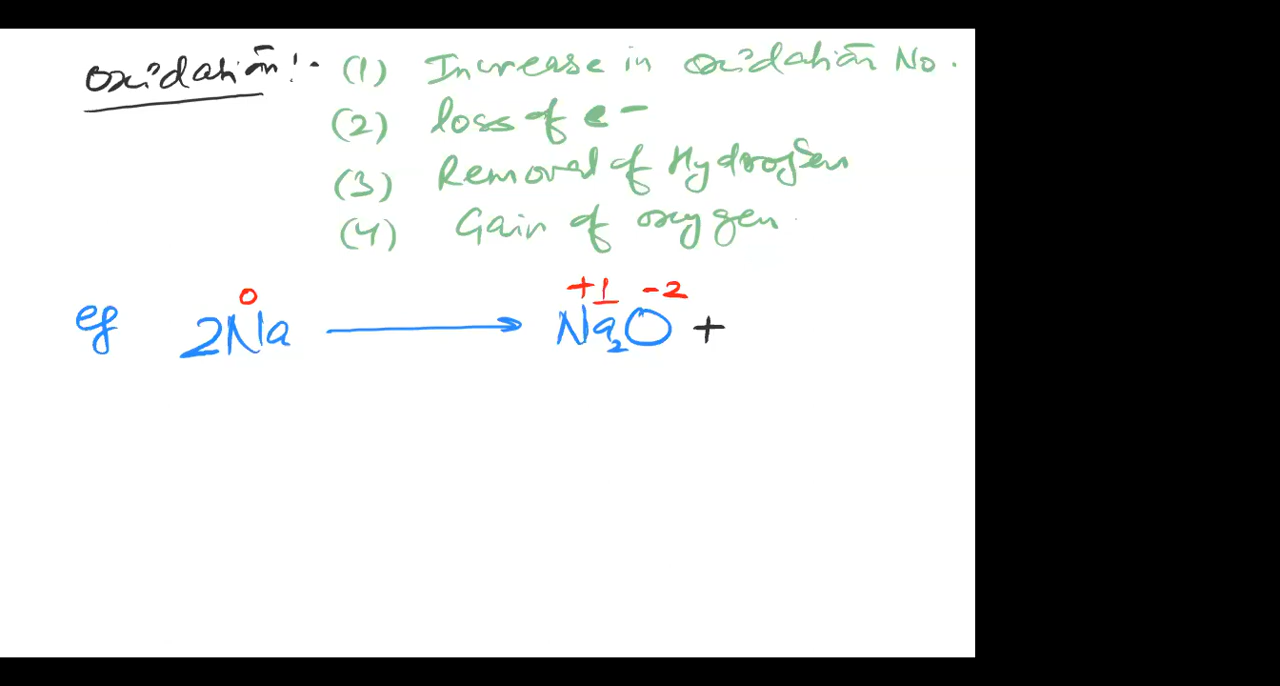 Oxidation :- (1) Increase in oxidation No.
(2) loss of e-
(3) Removal of Hydrogen
(4) Gain of oxygen.
0 +1 -2
eg 2Na → Na₂O +